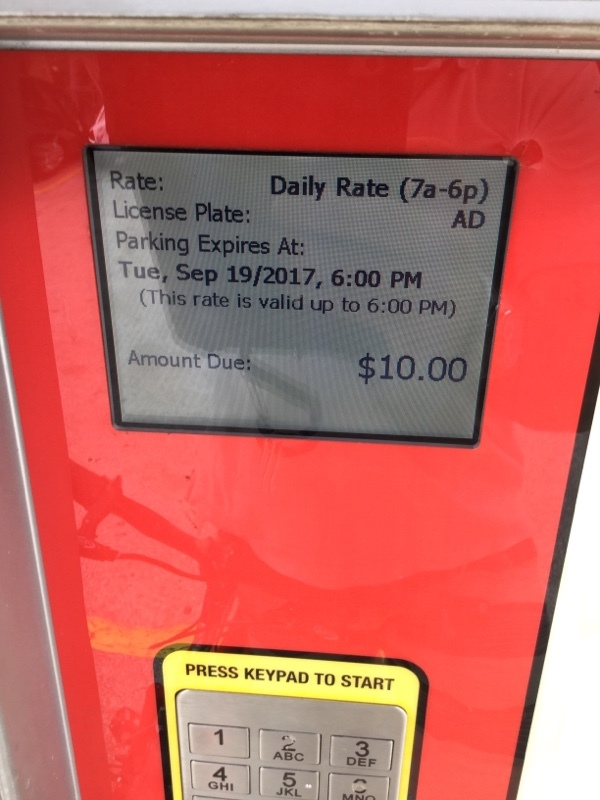 Rate: Daily Rate (7a-6p)
License Plate: AD
Parking Expires At:
Tue, Sep 19/2017, 6:00 PM
(This rate is valid up to 6:00 PM)
Amount Due: $10.00
PRESS KEYPAD TO START
1 2 3
ABC DEF
4 5
GHI JKL MNO